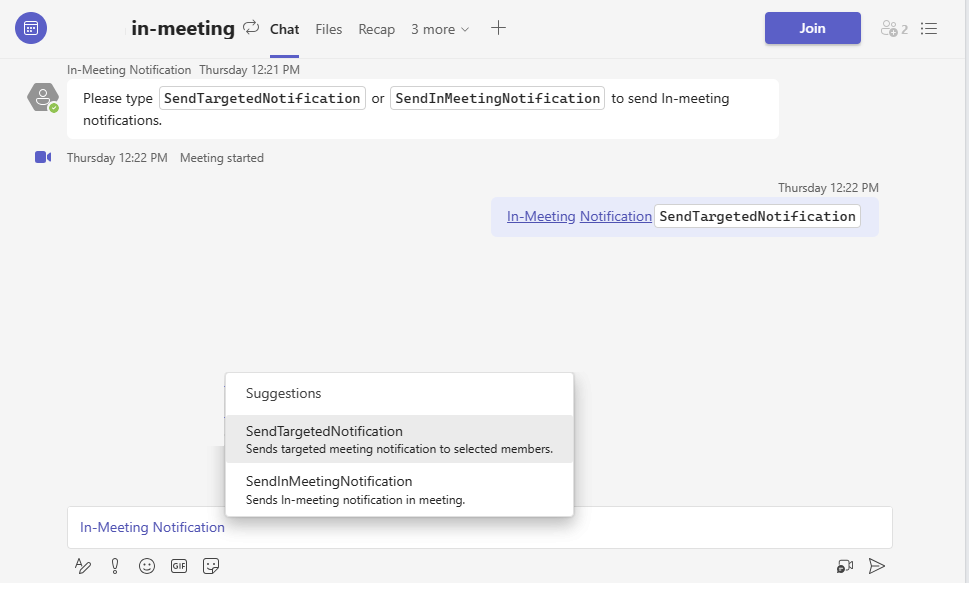 in-meeting Chat Files Recap 3 more Join 2
In-Meeting Notification Thursday 12:21 PM
Please type SendTargetedNotification or SendInMeetingNotification to send In-meeting
notifications.
Thursday 12:22 PM Meeting started
Thursday 12:22 PM
In-Meeting Notification SendTargetedNotification
Suggestions
SendTargetedNotification
Sends targeted meeting notification to selected members.
SendInMeetingNotification
Sends In-meeting notification in meeting.
In-Meeting Notification
GIF